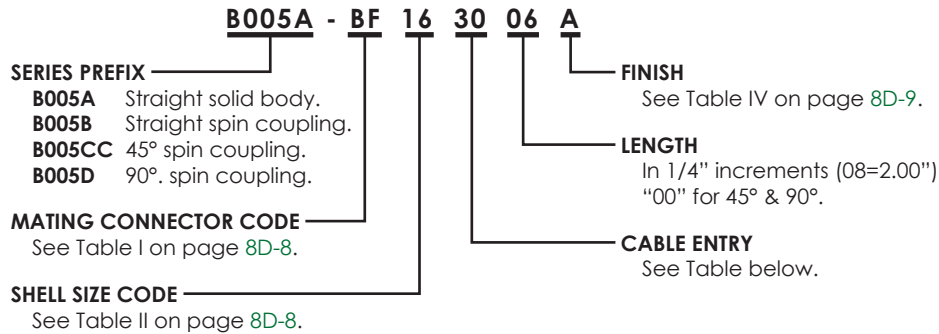 B005A - BF 16 30 06 A
SERIES PREFIX
B005A Straight solid body.
B005B Straight spin coupling.
B005CC 45° spin coupling.
B005D 90°. spin coupling.
MATING CONNECTOR CODE
See Table I on page 8D-8.
SHELL SIZE CODE
See Table II on page 8D-8.
FINISH
See Table IV on page 8D-9.
LENGTH
In 1/4” increments (08=2.00”)
“00” for 45° & 90°.
CABLE ENTRY
See Table below.